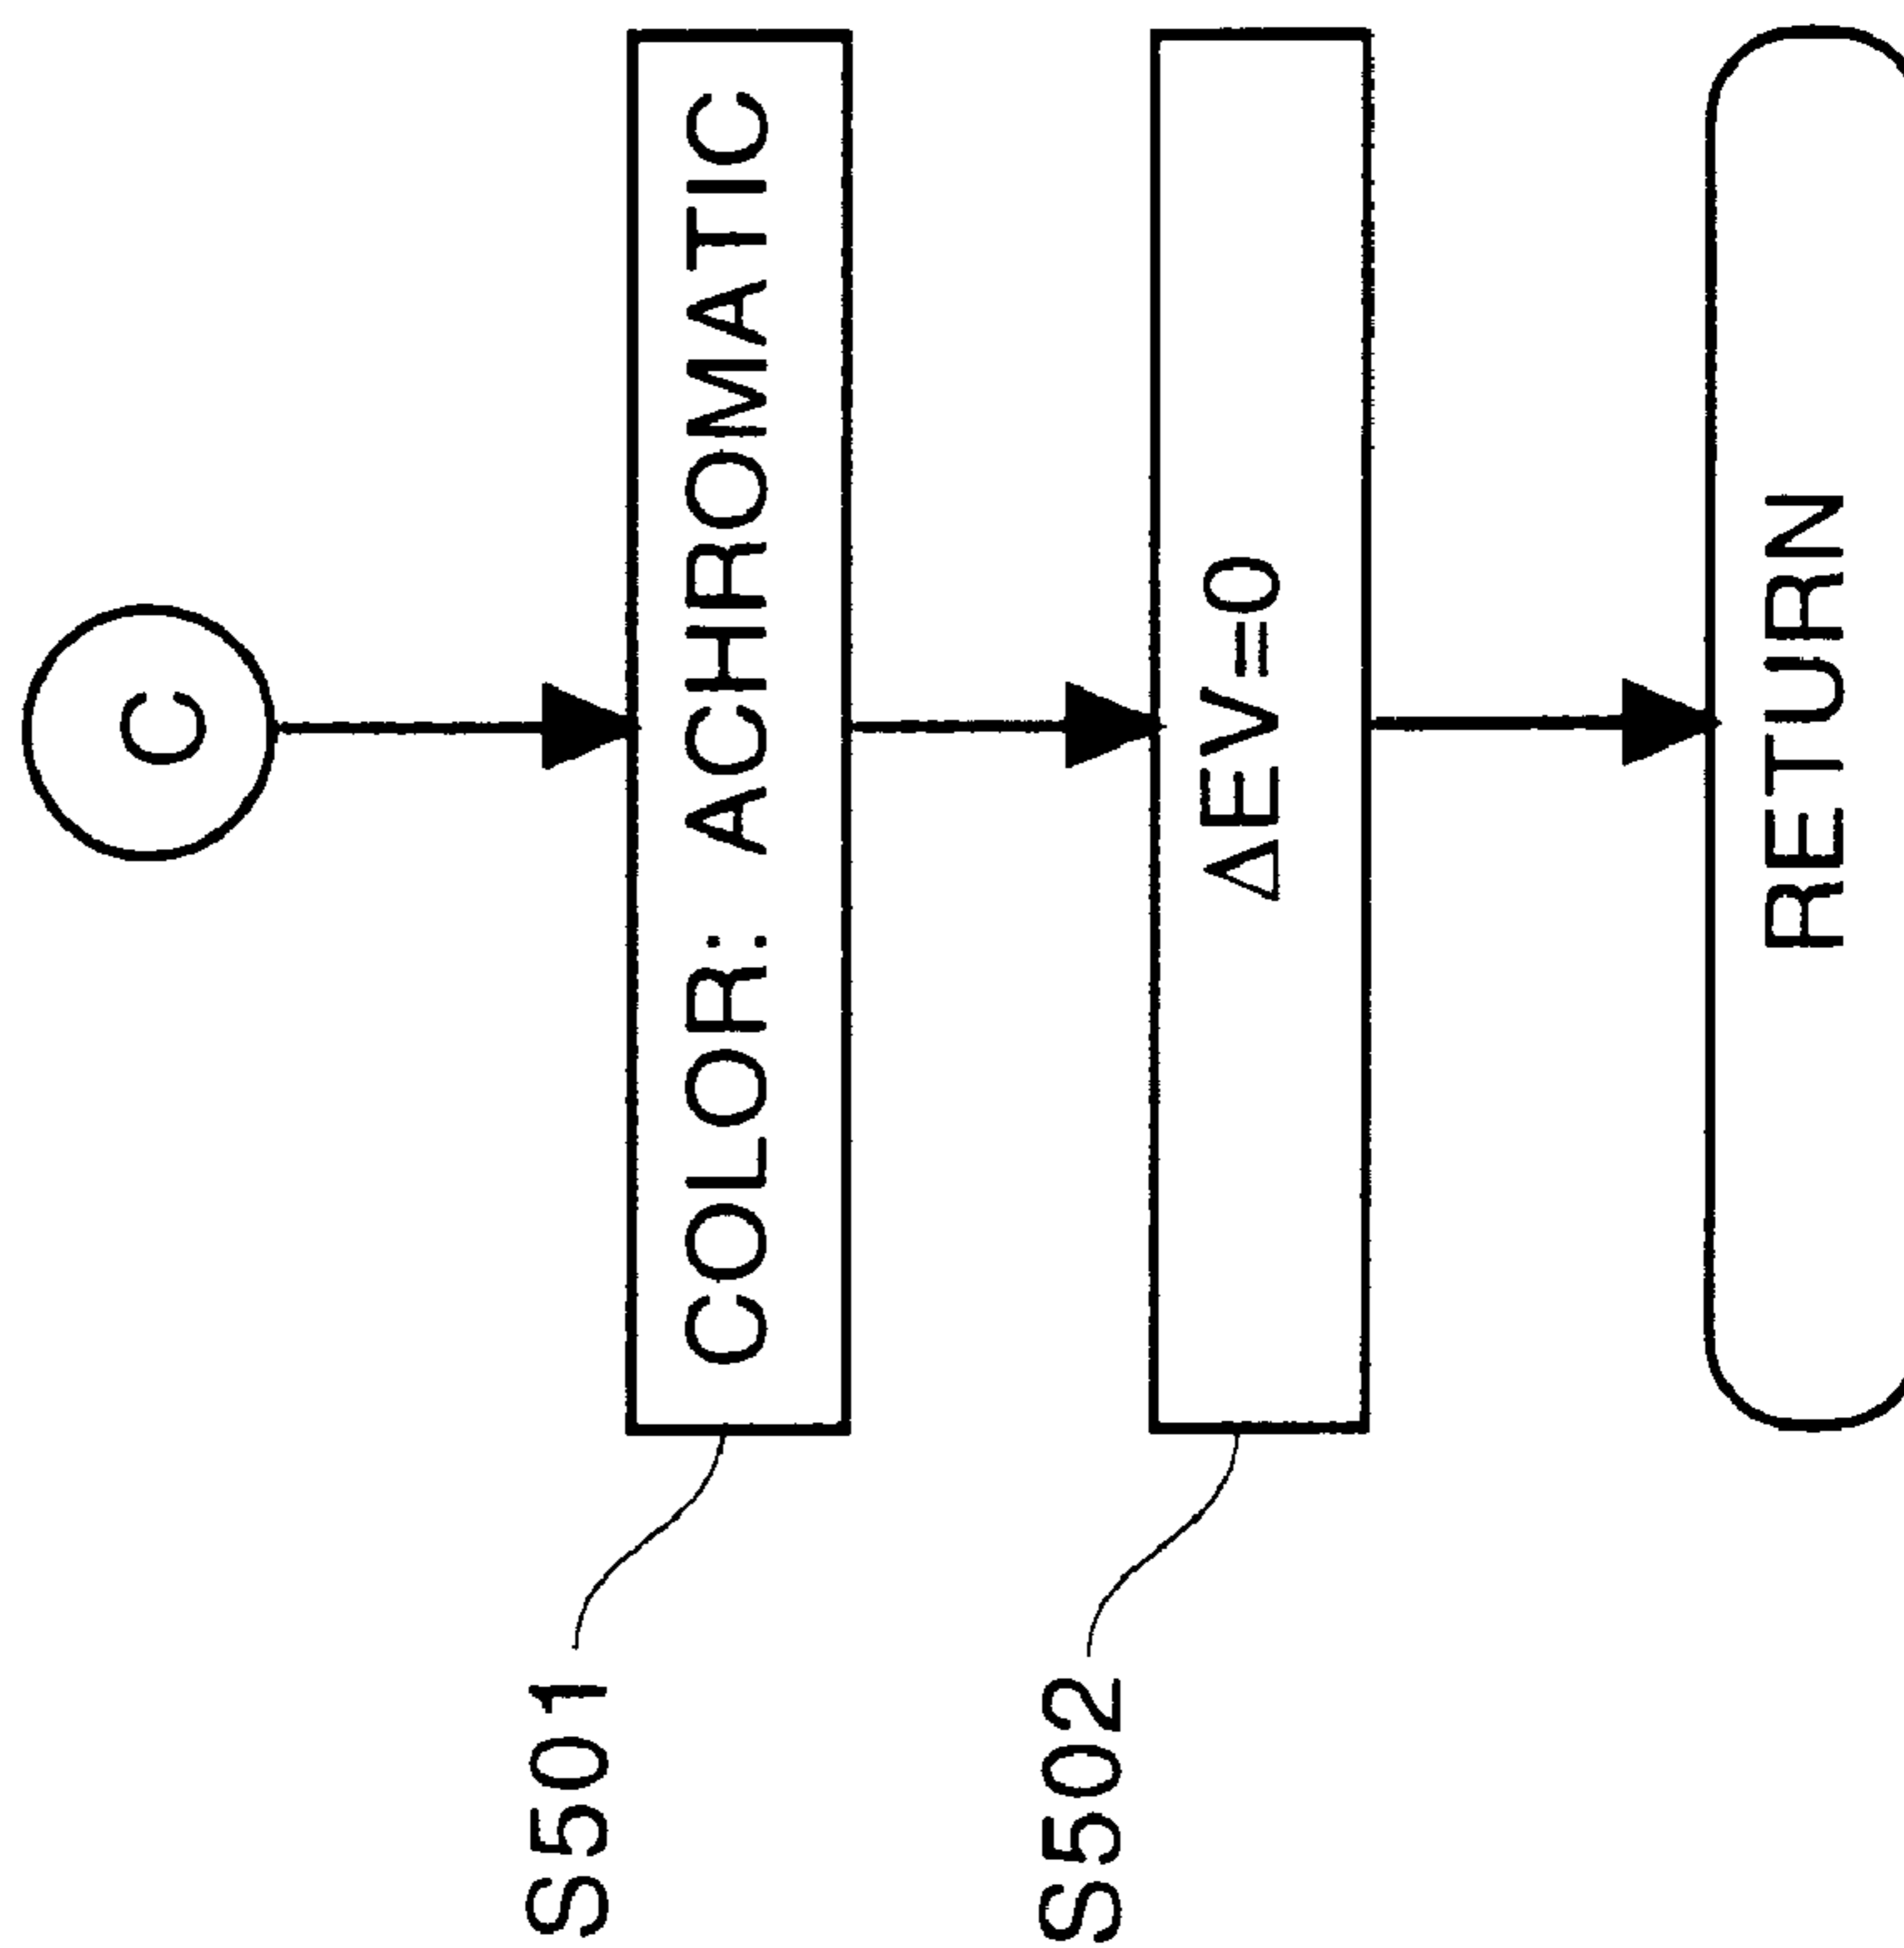 C
COLOR: ACHROMATIC
S501
ΔEV=0
S502
RETURN